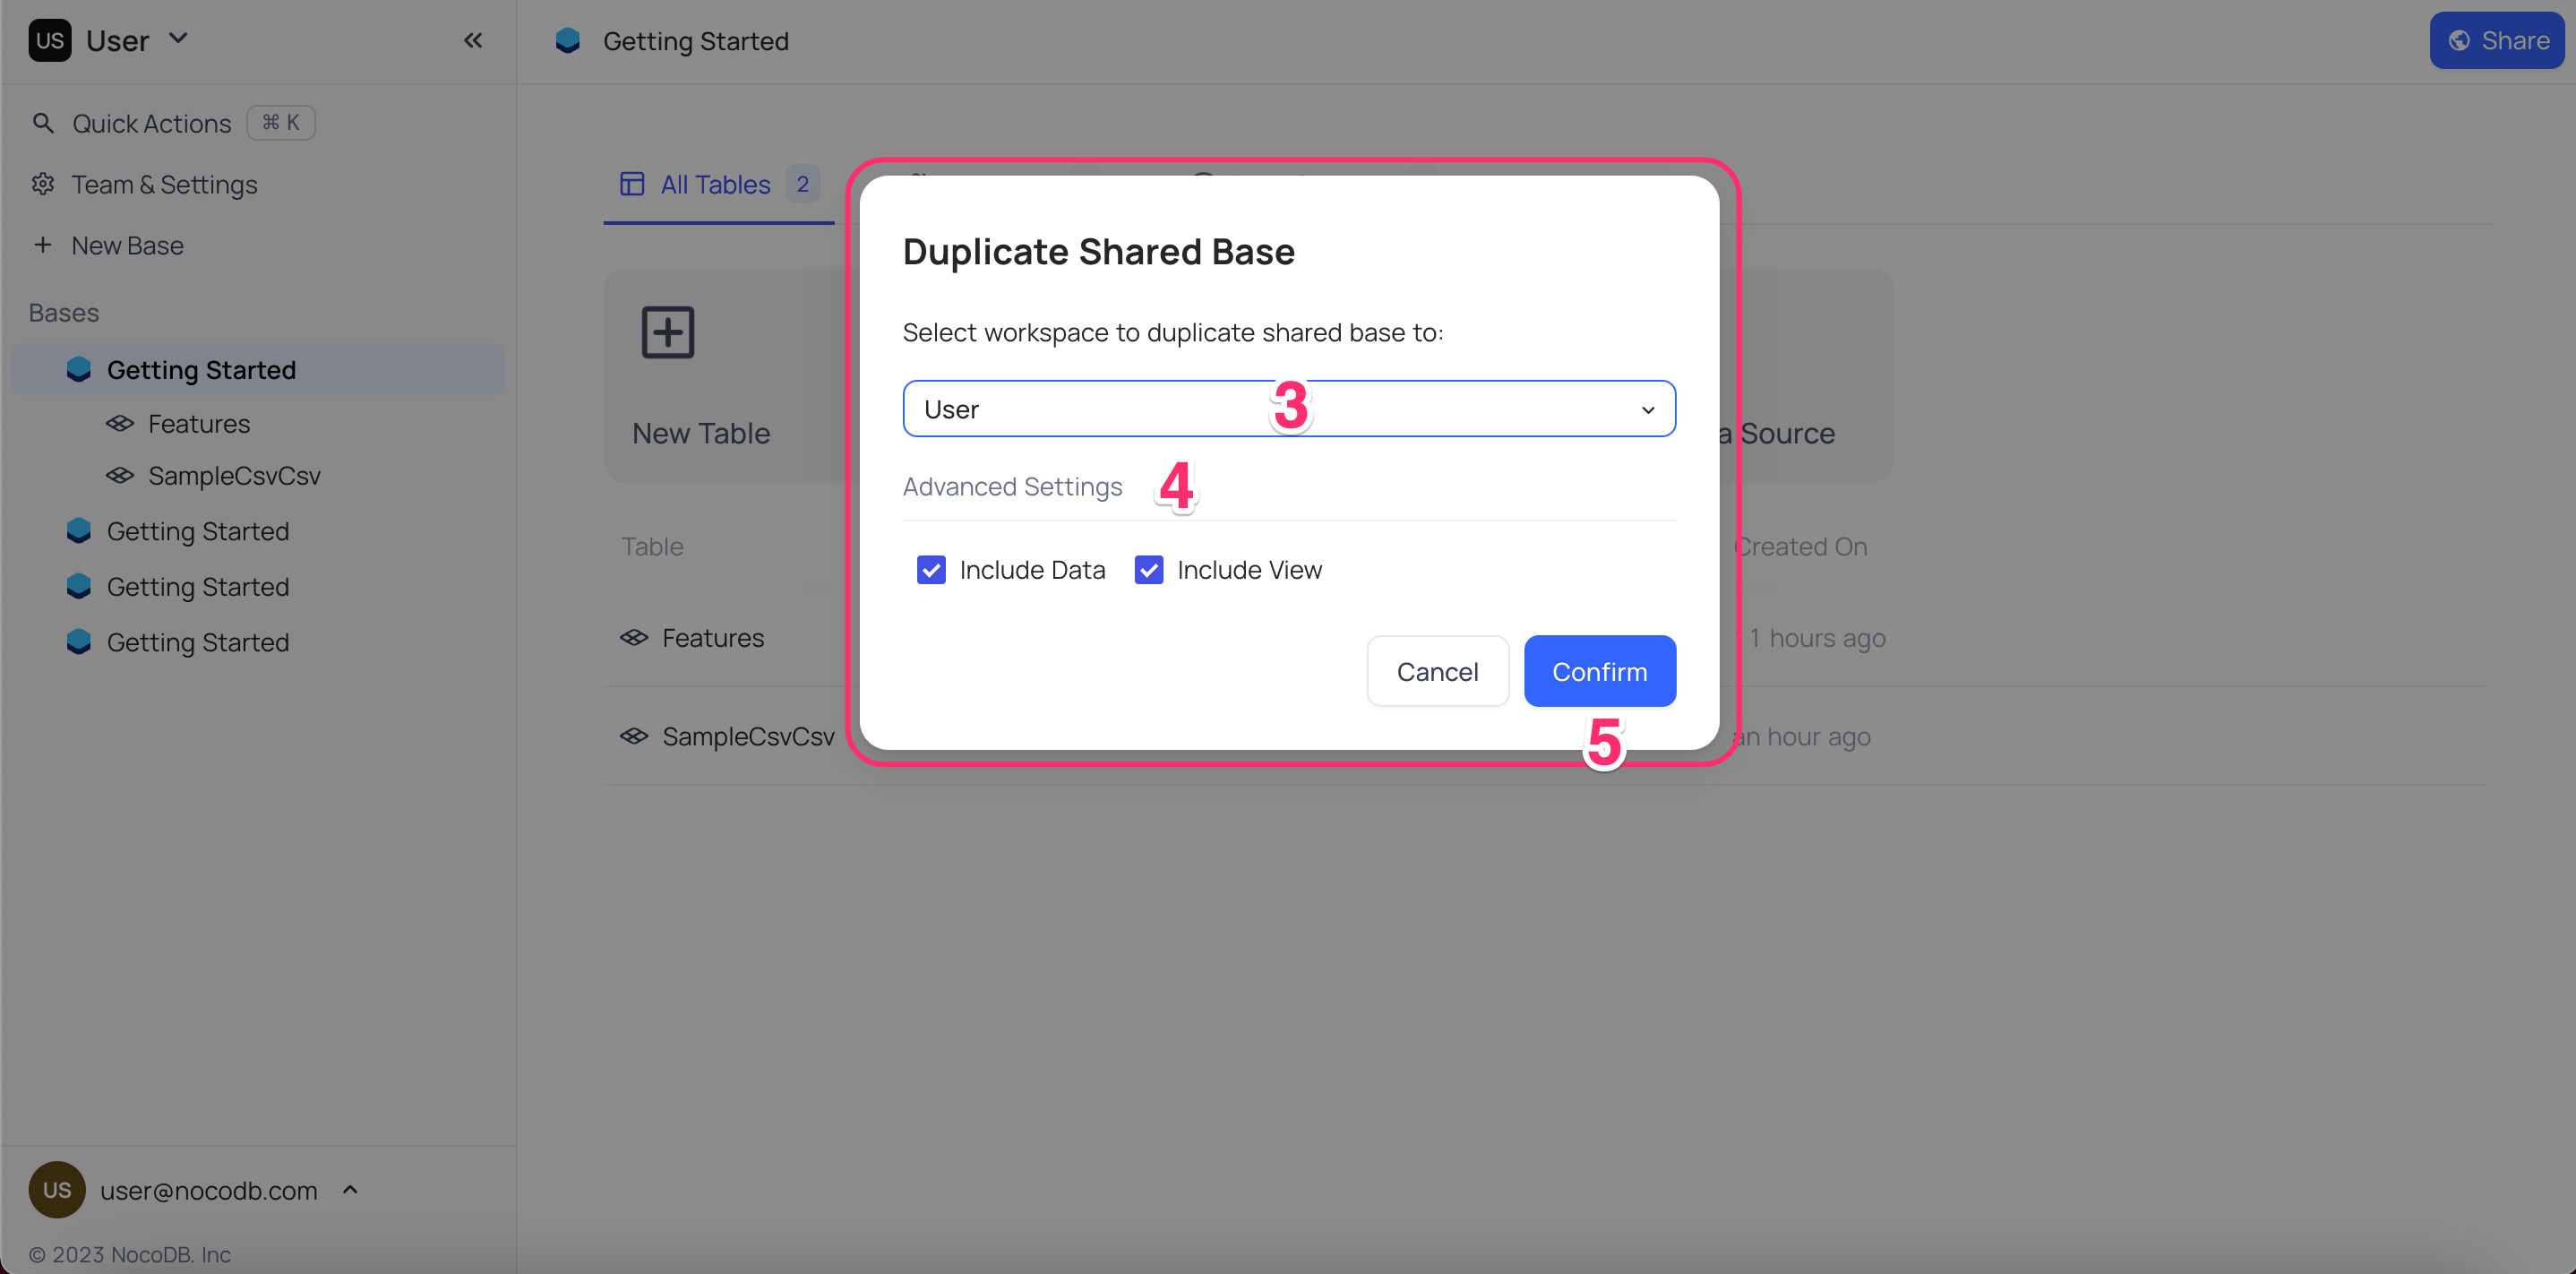 US User
Getting Started
Share
Quick Actions ⌘ K
Team & Settings
New Base
Bases
Getting Started
Features
SampleCsvCsv
Getting Started
Getting Started
Getting Started
US user@nocodb.com
© 2023 NocoDB. Inc
All Tables 2
New Table
a Source
Table
Created On
Features
1 hours ago
SampleCsvCsv
an hour ago
Duplicate Shared Base
Select workspace to duplicate shared base to:
User 3
Advanced Settings 4
Include Data Include View
Cancel Confirm
5